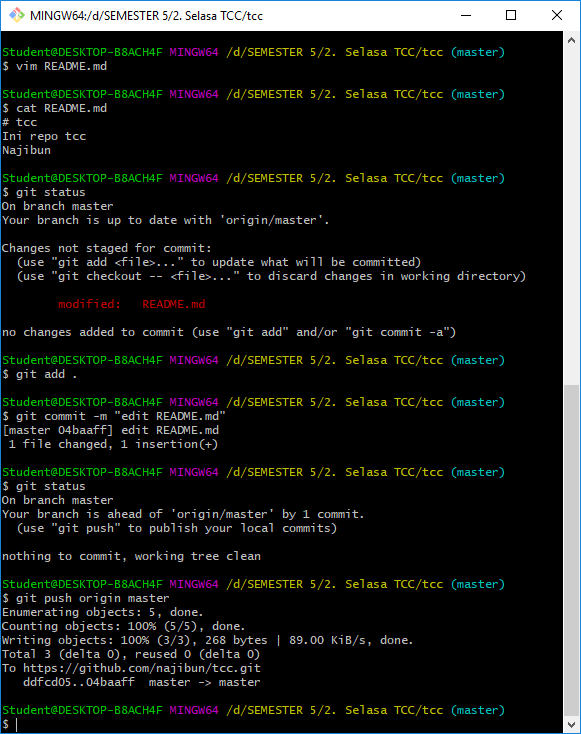 MINGW64:/d/SEMESTER 5/2. Selasa TCC/tcc
Student@DESKTOP-B8ACH4F MINGW64 /d/SEMESTER 5/2. Selasa TCC/tcc (master)
$ vim README.md
Student@DESKTOP-B8ACH4F MINGW64 /d/SEMESTER 5/2. Selasa TCC/tcc (master)
$ cat README.md
# tcc
Ini repo tcc
Najibun
Student@DESKTOP-B8ACH4F MINGW64 /d/SEMESTER 5/2. Selasa TCC/tcc (master)
$ git status
On branch master
Your branch is up to date with 'origin/master'.
Changes not staged for commit:
  (use "git add <file>..." to update what will be committed)
  (use "git checkout -- <file>..." to discard changes in working directory)
        modified:   README.md
no changes added to commit (use "git add" and/or "git commit -a")
Student@DESKTOP-B8ACH4F MINGW64 /d/SEMESTER 5/2. Selasa TCC/tcc (master)
$ git add .
Student@DESKTOP-B8ACH4F MINGW64 /d/SEMESTER 5/2. Selasa TCC/tcc (master)
$ git commit -m "edit README.md"
[master 04baaff] edit README.md
 1 file changed, 1 insertion(+)
Student@DESKTOP-B8ACH4F MINGW64 /d/SEMESTER 5/2. Selasa TCC/tcc (master)
$ git status
On branch master
Your branch is ahead of 'origin/master' by 1 commit.
  (use "git push" to publish your local commits)
nothing to commit, working tree clean
Student@DESKTOP-B8ACH4F MINGW64 /d/SEMESTER 5/2. Selasa TCC/tcc (master)
$ git push origin master
Enumerating objects: 5, done.
Counting objects: 100% (5/5), done.
Writing objects: 100% (3/3), 268 bytes | 89.00 KiB/s, done.
Total 3 (delta 0), reused 0 (delta 0)
To https://github.com/najibun/tcc.git
   ddfcd05..04baaff  master -> master
Student@DESKTOP-B8ACH4F MINGW64 /d/SEMESTER 5/2. Selasa TCC/tcc (master)
$